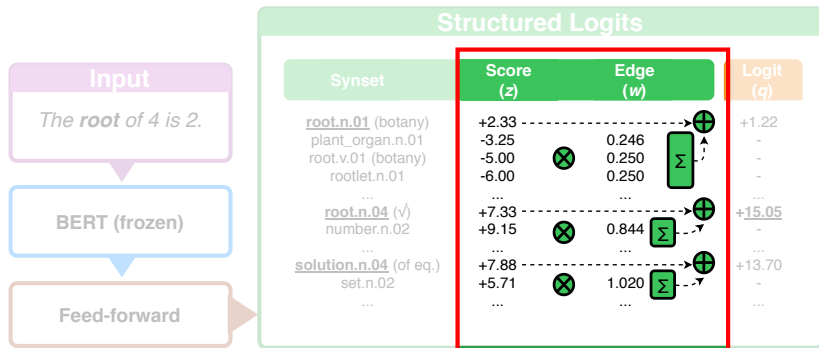 Structured Logits
Input
The root of 4 is 2.
BERT (frozen)
Feed-forward
Synset Score (z) Edge (w) Logit (q)
root.n.01 (botany) +2.33 +1.22
plant_organ.n.01 -3.25 0.246 -
root.v.01 (botany) -5.00 0.250 -
rootlet.n.01 -6.00 0.250 -
... ... ... ...
root.n.04 (√) +7.33 +15.05
number.n.02 +9.15 0.844 -
... ... ... ...
solution.n.04 (of eq.) +7.88 +13.70
set.n.02 +5.71 1.020 -
... ... ... ...
Σ
Σ
Σ